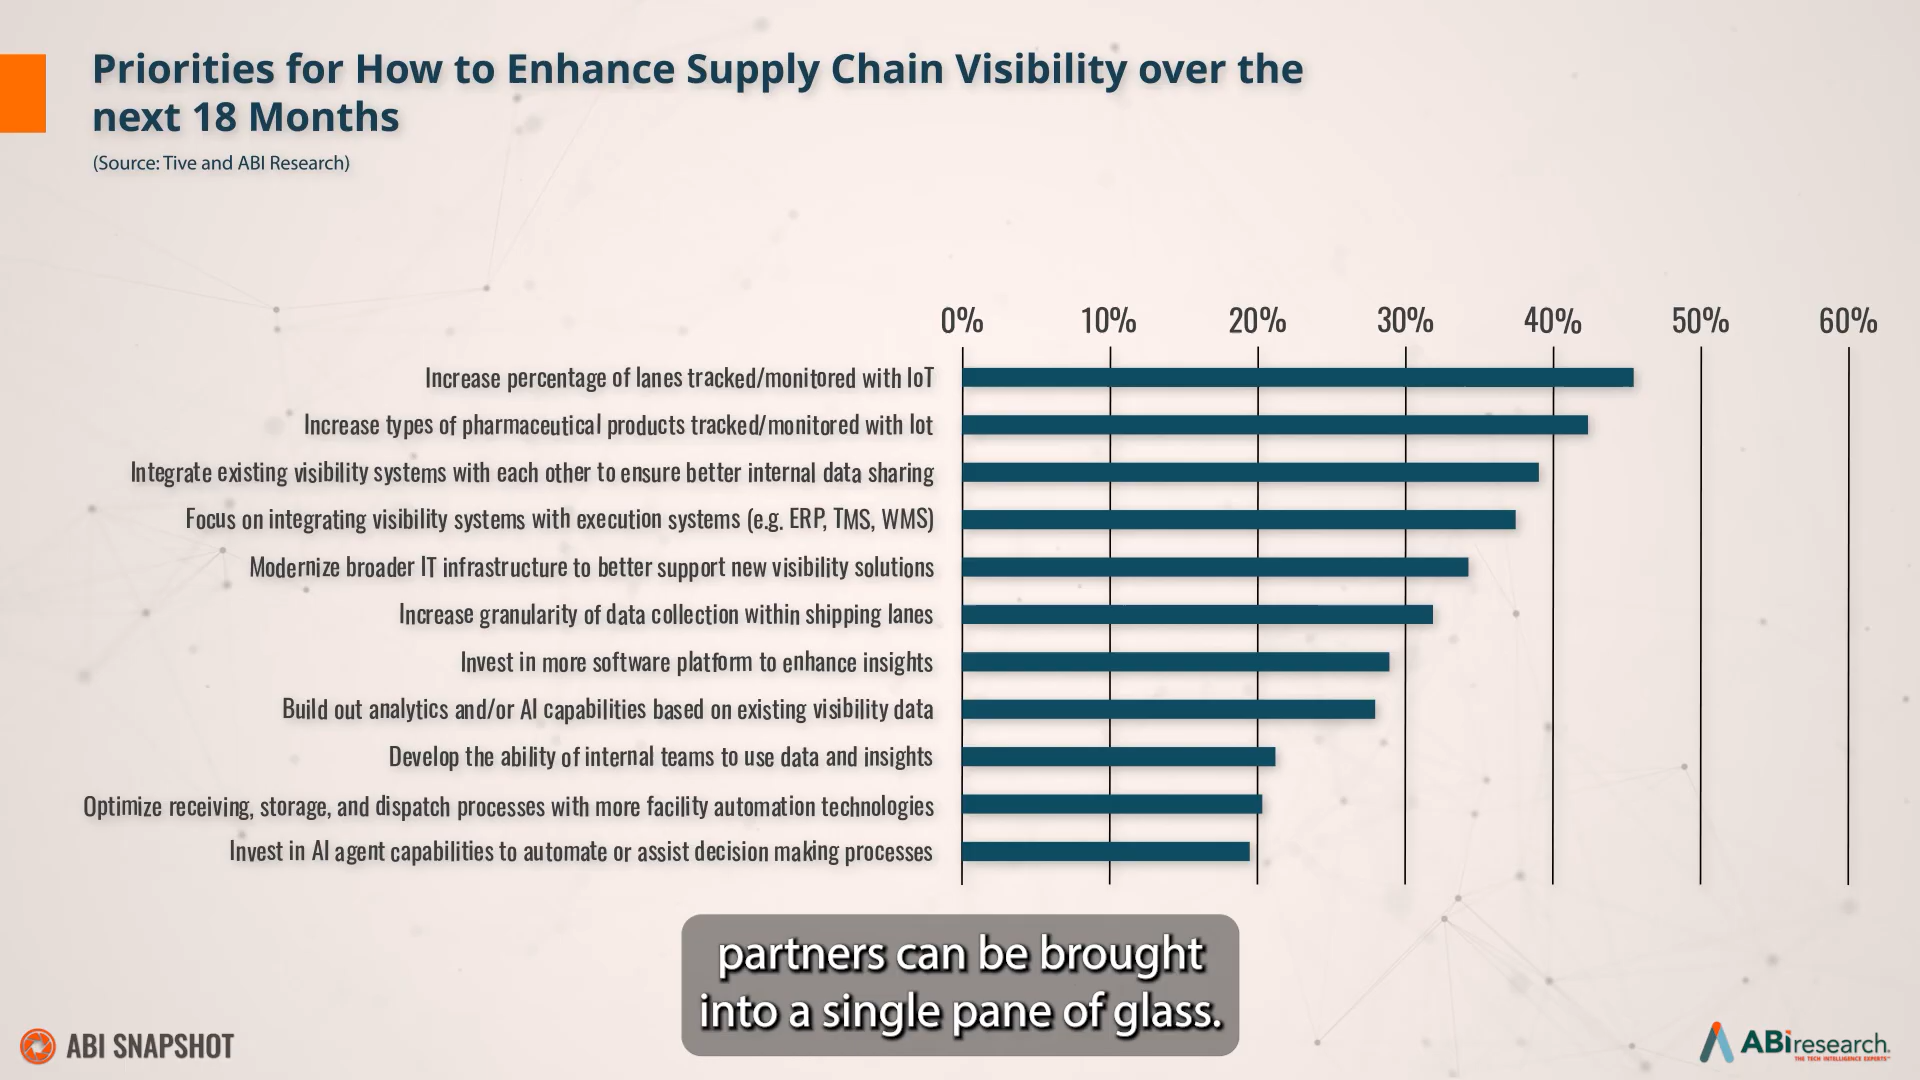 Priorities for How to Enhance Supply Chain Visibility over the
next 18 Months
(Source: Tive and ABI Research)
0% 10% 20% 30% 40% 50% 60%
Increase percentage of lanes tracked/monitored with IoT
Increase types of pharmaceutical products tracked/monitored with Iot
Integrate existing visibility systems with each other to ensure better internal data sharing
Focus on integrating visibility systems with execution systems (e.g. ERP, TMS, WMS)
Modernize broader IT infrastructure to better support new visibility solutions
Increase granularity of data collection within shipping lanes
Invest in more software platform to enhance insights
Build out analytics and/or AI capabilities based on existing visibility data
Develop the ability of internal teams to use data and insights
Optimize receiving, storage, and dispatch processes with more facility automation technologies
Invest in AI agent capabilities to automate or assist decision making processes
partners can be brought
into a single pane of glass.
ABI SNAPSHOT
ABIresearch.
THE TECH INTELLIGENCE EXPERTS